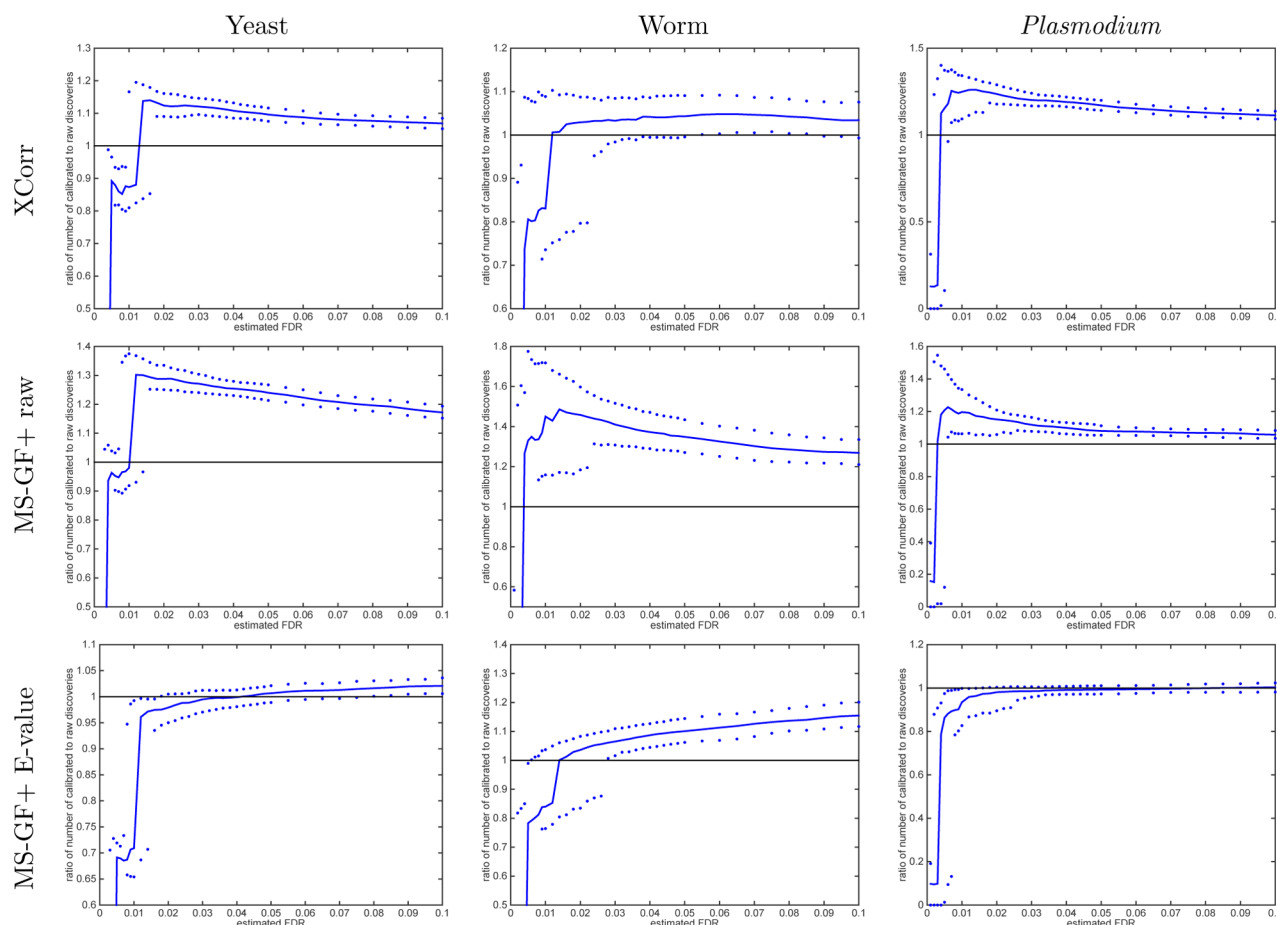 Yeast
Worm
Plasmodium
XCorr
ratio of number of calibrated to raw discoveries
1.3
1.2
1.1
1
0.9
0.8
0.7
0.6
0.5
0 0.01 0.02 0.03 0.04 0.05 0.06 0.07 0.08 0.09 0.1
estimated FDR
ratio of number of calibrated to raw discoveries
1.2
1.1
1
0.9
0.8
0.7
0.6
0 0.01 0.02 0.03 0.04 0.05 0.06 0.07 0.08 0.09 0.1
estimated FDR
ratio of number of calibrated to raw discoveries
1.5
1
0.5
0
0 0.01 0.02 0.03 0.04 0.05 0.06 0.07 0.08 0.09 0.
estimated FDR
MS-GF+ raw
ratio of number of calibrated to raw discoveries
1.4
1.3
1.2
1.1
1
0.9
0.8
0.7
0.6
0.5
0 0.01 0.02 0.03 0.04 0.05 0.06 0.07 0.08 0.09 0.1
estimated FDR
ratio of number of calibrated to raw discoveries
1.8
1.6
1.4
1.2
1
0.8
0.6
0 0.01 0.02 0.03 0.04 0.05 0.06 0.07 0.08 0.09 0.1
estimated FDR
ratio of number of calibrated to raw discoveries
1.6
1.4
1.2
1
0.8
0.6
0.4
0.2
0
0 0.01 0.02 0.03 0.04 0.05 0.06 0.07 0.08 0.09 0.
estimated FDR
MS-GF+ E-value
ratio of number of calibrated to raw discoveries
1.1
1.05
1
0.95
0.9
0.85
0.8
0.75
0.7
0.65
0.6
0 0.01 0.02 0.03 0.04 0.05 0.06 0.07 0.08 0.09 0.1
estimated FDR
ratio of number of calibrated to raw discoveries
1.4
1.3
1.2
1.1
1
0.9
0.8
0.7
0.6
0.5
0 0.01 0.02 0.03 0.04 0.05 0.06 0.07 0.08 0.09 0.1
estimated FDR
ratio of number of calibrated to raw discoveries
1.2
1
0.8
0.6
0.4
0.2
0
0 0.01 0.02 0.03 0.04 0.05 0.06 0.07 0.08 0.09 0.
estimated FDR